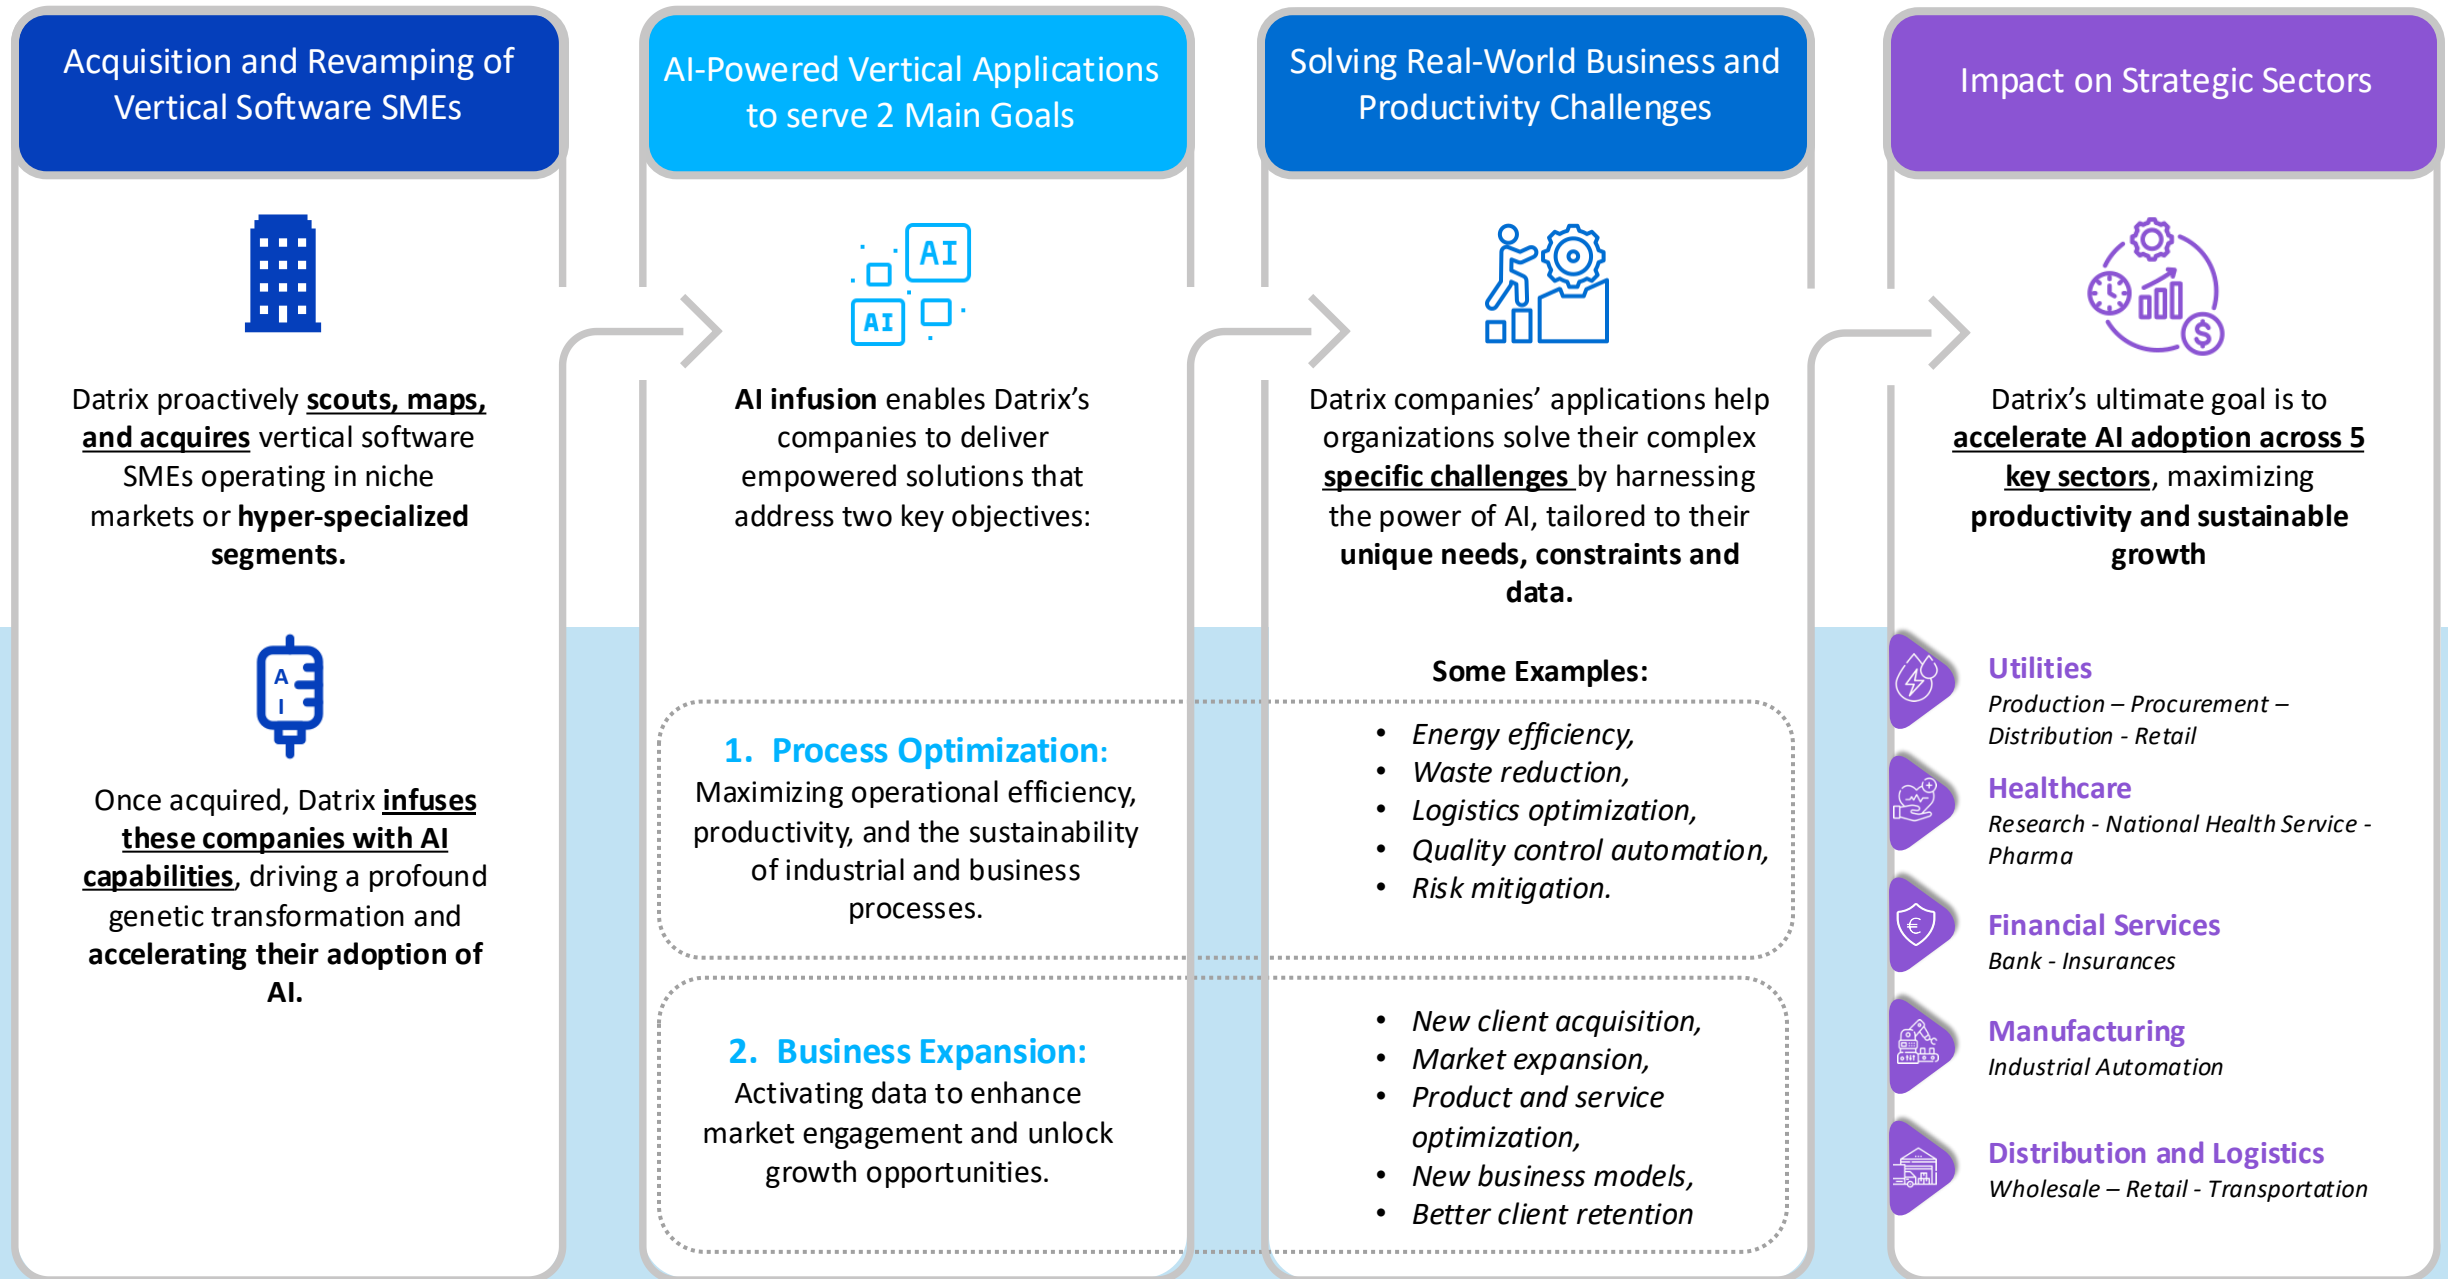 Acquisition and Revamping of
Vertical Software SMEs
Datrix proactively scouts, maps,
and acquires vertical software
SMEs operating in niche
markets or hyper-specialized
segments.
A
I
Once acquired, Datrix infuses
these companies with AI
capabilities, driving a profound
genetic transformation and
accelerating their adoption of
AI.
AI-Powered Vertical Applications
to serve 2 Main Goals
AI
AI
AI infusion enables Datrix’s
companies to deliver
empowered solutions that
address two key objectives:
1. Process Optimization:
Maximizing operational efficiency,
productivity, and the sustainability
of industrial and business
processes.
2. Business Expansion:
Activating data to enhance
market engagement and unlock
growth opportunities.
Solving Real-World Business and
Productivity Challenges
Datrix companies’ applications help
organizations solve their complex
specific challenges by harnessing
the power of AI, tailored to their
unique needs, constraints and
data.
Some Examples:
• Energy efficiency,
• Waste reduction,
• Logistics optimization,
• Quality control automation,
• Risk mitigation.
• New client acquisition,
• Market expansion,
• Product and service
optimization,
• New business models,
• Better client retention
Impact on Strategic Sectors
$
Datrix’s ultimate goal is to
accelerate AI adoption across 5
key sectors, maximizing
productivity and sustainable
growth
Utilities
Production – Procurement –
Distribution - Retail
Healthcare
Research - National Health Service -
Pharma
€
Financial Services
Bank - Insurances
Manufacturing
Industrial Automation
Distribution and Logistics
Wholesale – Retail - Transportation